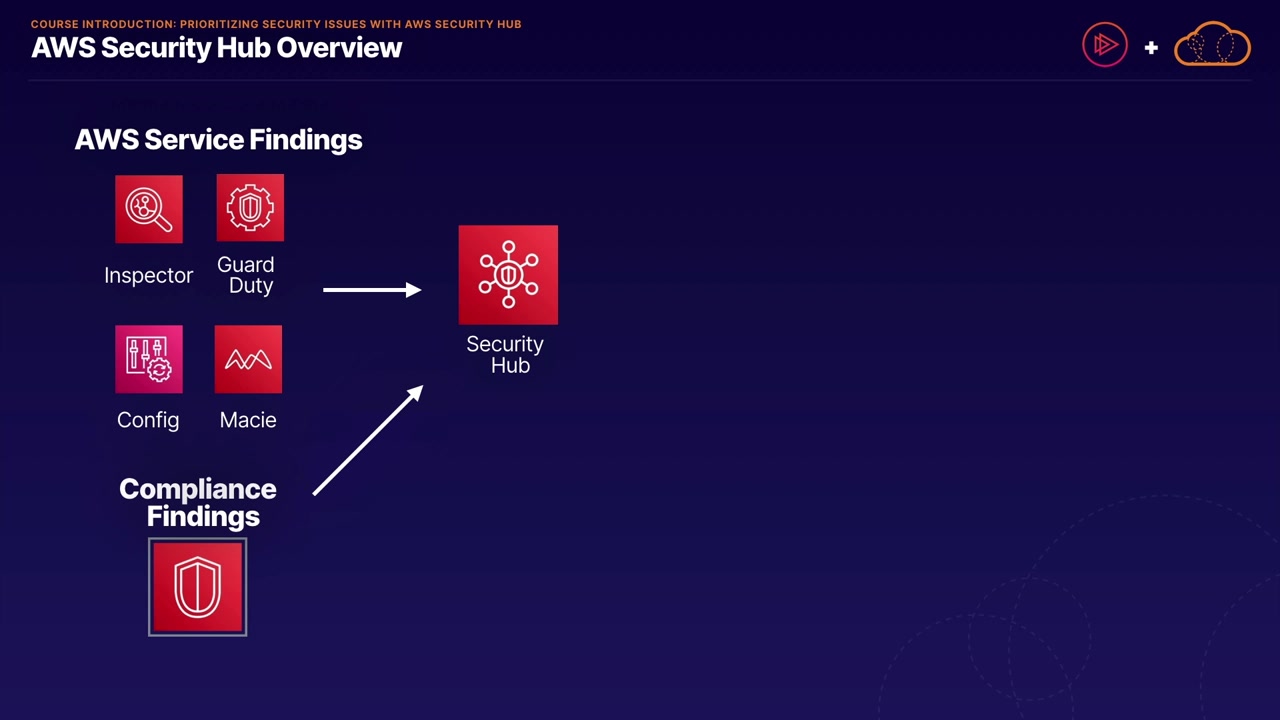 COURSE INTRODUCTION: PRIORITIZING SECURITY ISSUES WITH AWS SECURITY HUB
AWS Security Hub Overview
AWS Service Findings
Inspector
Guard
Duty
Config
Macie
Security
Hub
Compliance
Findings